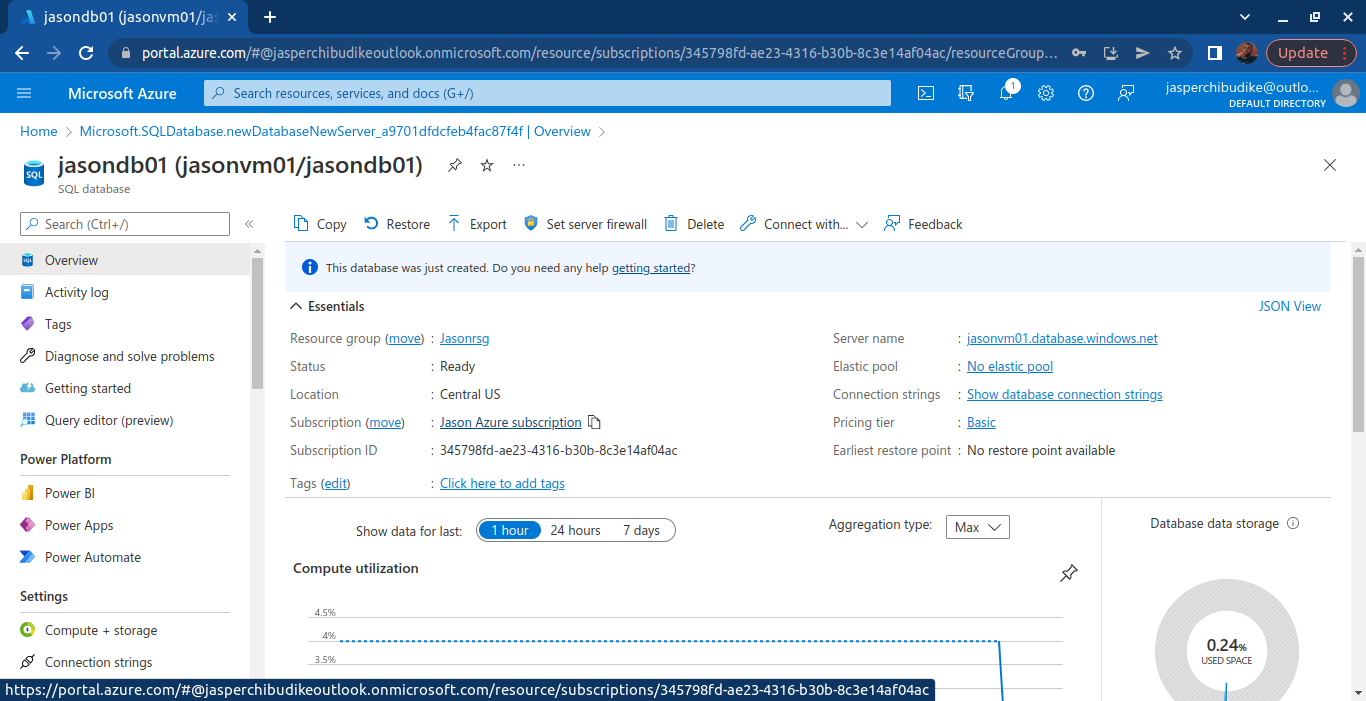 jasondb01 (jasonvm01/jas
portal.azure.com/#@jasperchibudikeoutlook.onmicrosoft.com/resource/subscriptions/345798fd-ae23-4316-b30b-8c3e14af04ac/resourceGroup...
Update
Microsoft Azure
Search resources, services, and docs (G+/)
1
jasperchibudike@outlo...
DEFAULT DIRECTORY
Home > Microsoft.SQLDatabase.newDatabaseNewServer_a9701dfdcfeb4fac87f4f | Overview >
jasondb01 (jasonvm01/jasondb01)
SQL database
SQL
Search (Ctrl+/)
Overview
Activity log
Tags
Diagnose and solve problems
Getting started
Query editor (preview)
Power Platform
Power BI
Power Apps
Power Automate
Settings
Compute + storage
Connection strings
Copy Restore Export Set server firewall Delete Connect with... Feedback
This database was just created. Do you need any help getting started?
Essentials
JSON View
Resource group (move) : Jasonrsg
Status : Ready
Location : Central US
Subscription (move) : Jason Azure subscription
Subscription ID : 345798fd-ae23-4316-b30b-8c3e14af04ac
Tags (edit) : Click here to add tags
Server name : jasonvm01.database.windows.net
Elastic pool : No elastic pool
Connection strings : Show database connection strings
Pricing tier : Basic
Earliest restore point : No restore point available
Show data for last: 1 hour 24 hours 7 days
Aggregation type: Max
Compute utilization
4.5%
4%
3.5%
Database data storage
0.24%
USED SPACE
https://portal.azure.com/#@jasperchibudikeoutlook.onmicrosoft.com/resource/subscriptions/345798fd-ae23-4316-b30b-8c3e14af04ac